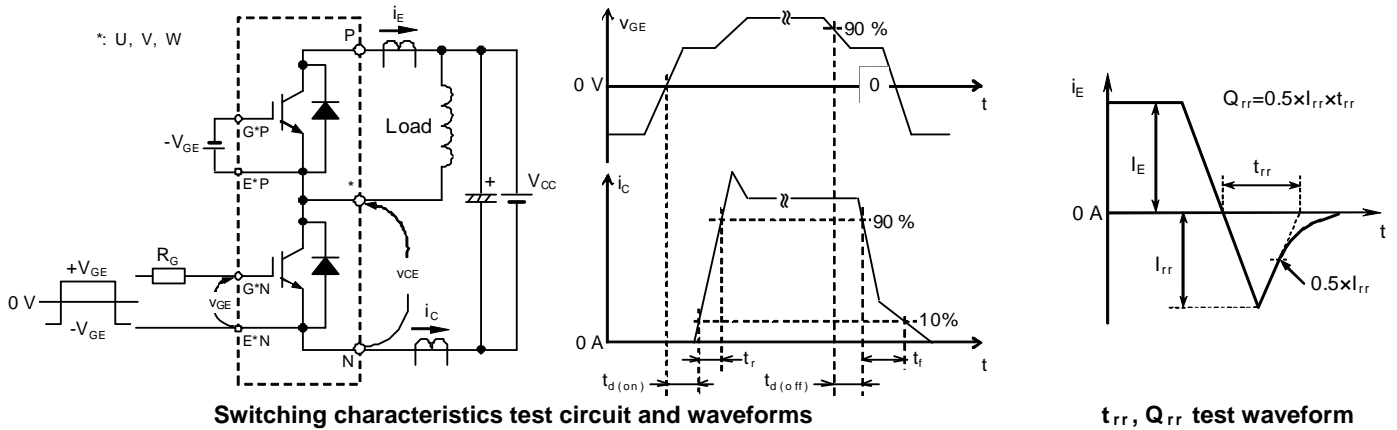 *: U, V, W
P
i_E
G*P
-V_GE
E*P
Load
*
+
V_CC
R_G
+V_GE
0 V
-V_GE
v_GE
G*N
E*N
v_CE
i_C
N
v_GE
90 %
0 V
0
t
i_C
90 %
10%
0 A
t
t_r
t_f
t_d(on)
t_d(off)
Switching characteristics test circuit and waveforms
i_E
Q_rr=0.5×I_rr×t_rr
I_E
t_rr
0 A
t
I_rr
0.5×I_rr
t_rr, Q_rr test waveform